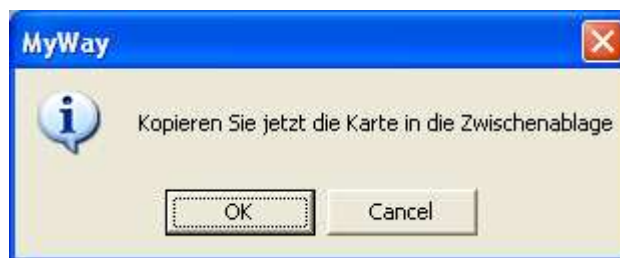 MyWay
Kopieren Sie jetzt die Karte in die Zwischenablage
OK Cancel